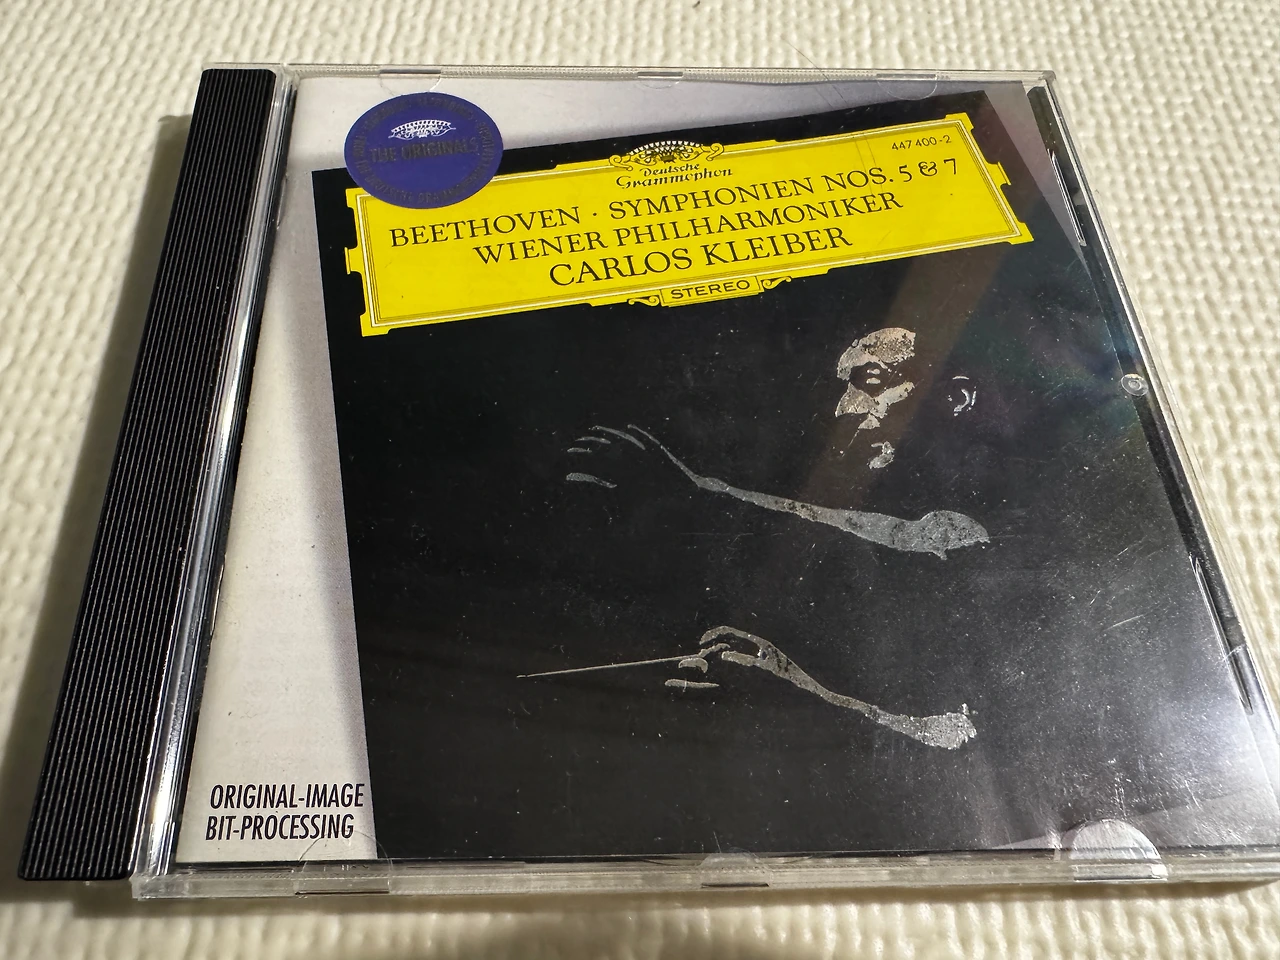 THE ORIGINALS
447 400-2
Deutsche
Grammophon
BEETHOVEN · SYMPHONIEN NOS. 5 & 7
WIENER PHILHARMONIKER
CARLOS KLEIBER
STEREO
ORIGINAL-IMAGE
BIT-PROCESSING